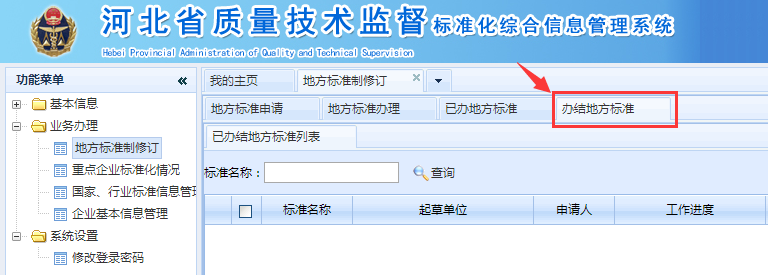 河北省质量技术监督 标准化综合信息管理系统
Hebei Provincial Administration of Quality and Technical Supervision
功能菜单
基本信息
业务办理
地方标准制修订
重点企业标准化情况
国家、行业标准信息管理
企业基本信息管理
系统设置
修改登录密码
我的主页 地方标准制修订
地方标准申请 地方标准办理 已办地方标准 办结地方标准
已办结地方标准列表
标准名称： 查询
标准名称 起草单位 申请人 工作进度